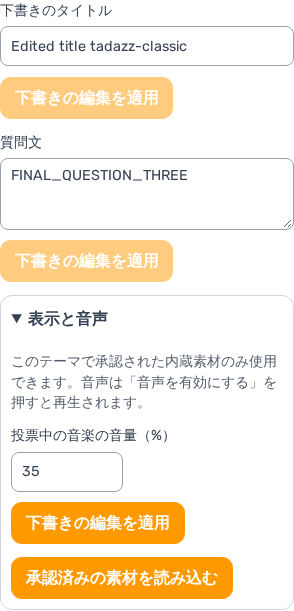 下書きのタイトル
Edited title tadazz-classic
下書きの編集を適用
質問文
FINAL_QUESTION_THREE
下書きの編集を適用
▼ 表示と音声
このテーマで承認された内蔵素材のみ使用
できます。音声は「音声を有効にする」を
押すと再生されます。
投票中の音楽の音量（%）
35
下書きの編集を適用
承認済みの素材を読み込む